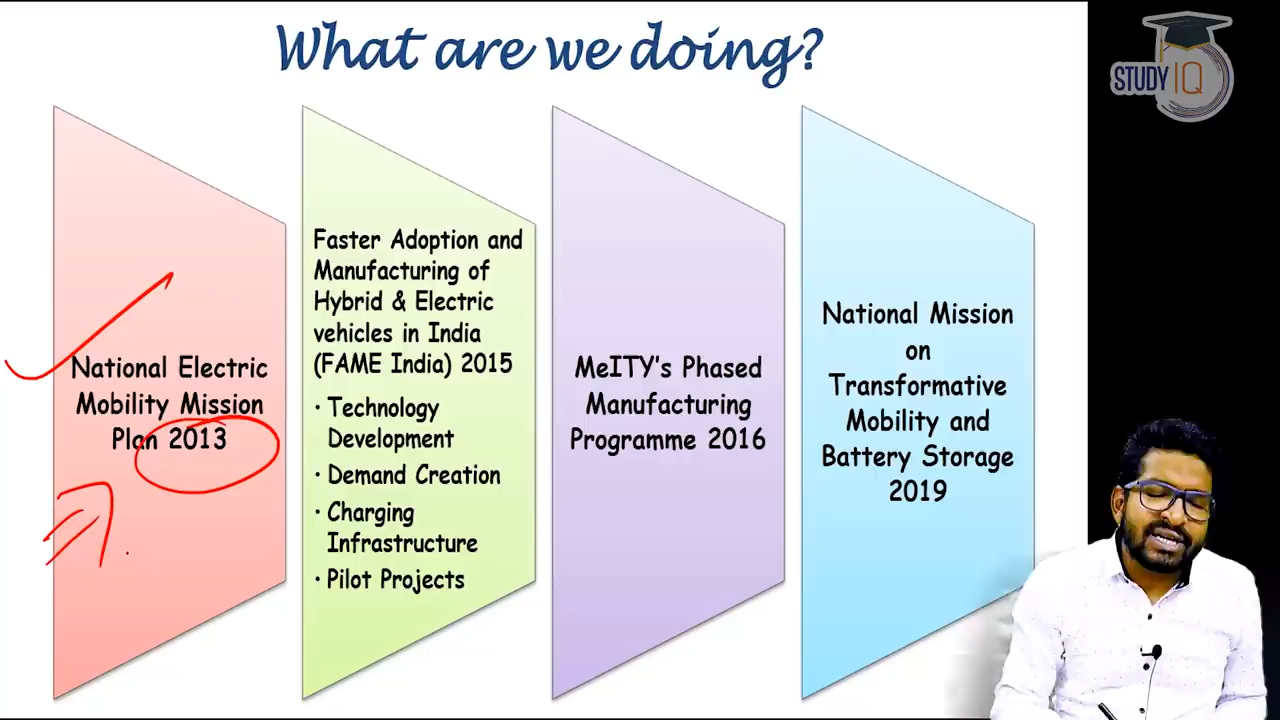 What are we doing?
STUDY IQ
National Electric
Mobility Mission
Plan 2013
Faster Adoption and
Manufacturing of
Hybrid & Electric
vehicles in India
(FAME India) 2015
· Technology
Development
· Demand Creation
· Charging
Infrastructure
· Pilot Projects
MeITY's Phased
Manufacturing
Programme 2016
National Mission
on
Transformative
Mobility and
Battery Storage
2019